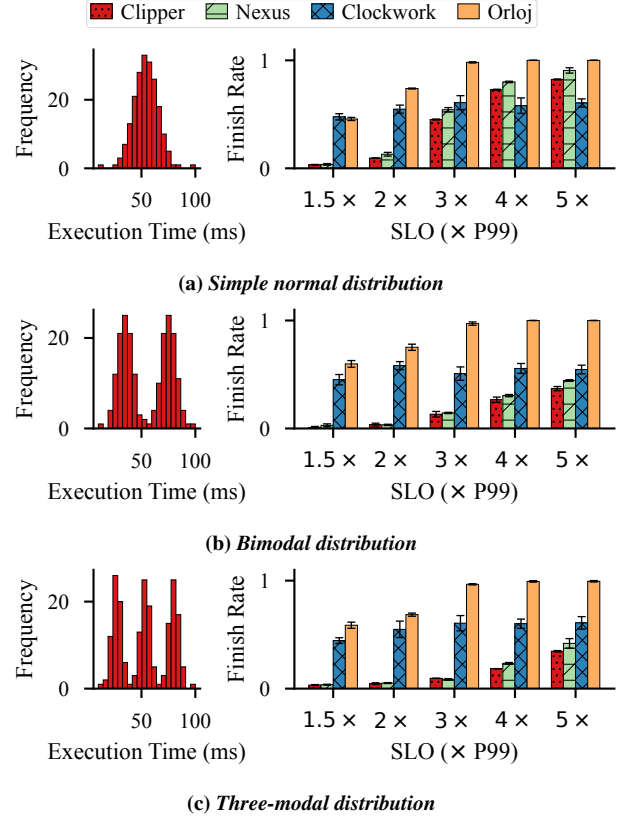 Clipper Nexus Clockwork Orloj
Frequency
20
0
50 100
Execution Time (ms)
Finish Rate
1
0
1.5 × 2 × 3 × 4 × 5 ×
SLO (× P99)
(a) Simple normal distribution
Frequency
20
0
50 100
Execution Time (ms)
Finish Rate
1
0
1.5 × 2 × 3 × 4 × 5 ×
SLO (× P99)
(b) Bimodal distribution
Frequency
20
0
50 100
Execution Time (ms)
Finish Rate
1
0
1.5 × 2 × 3 × 4 × 5 ×
SLO (× P99)
(c) Three-modal distribution